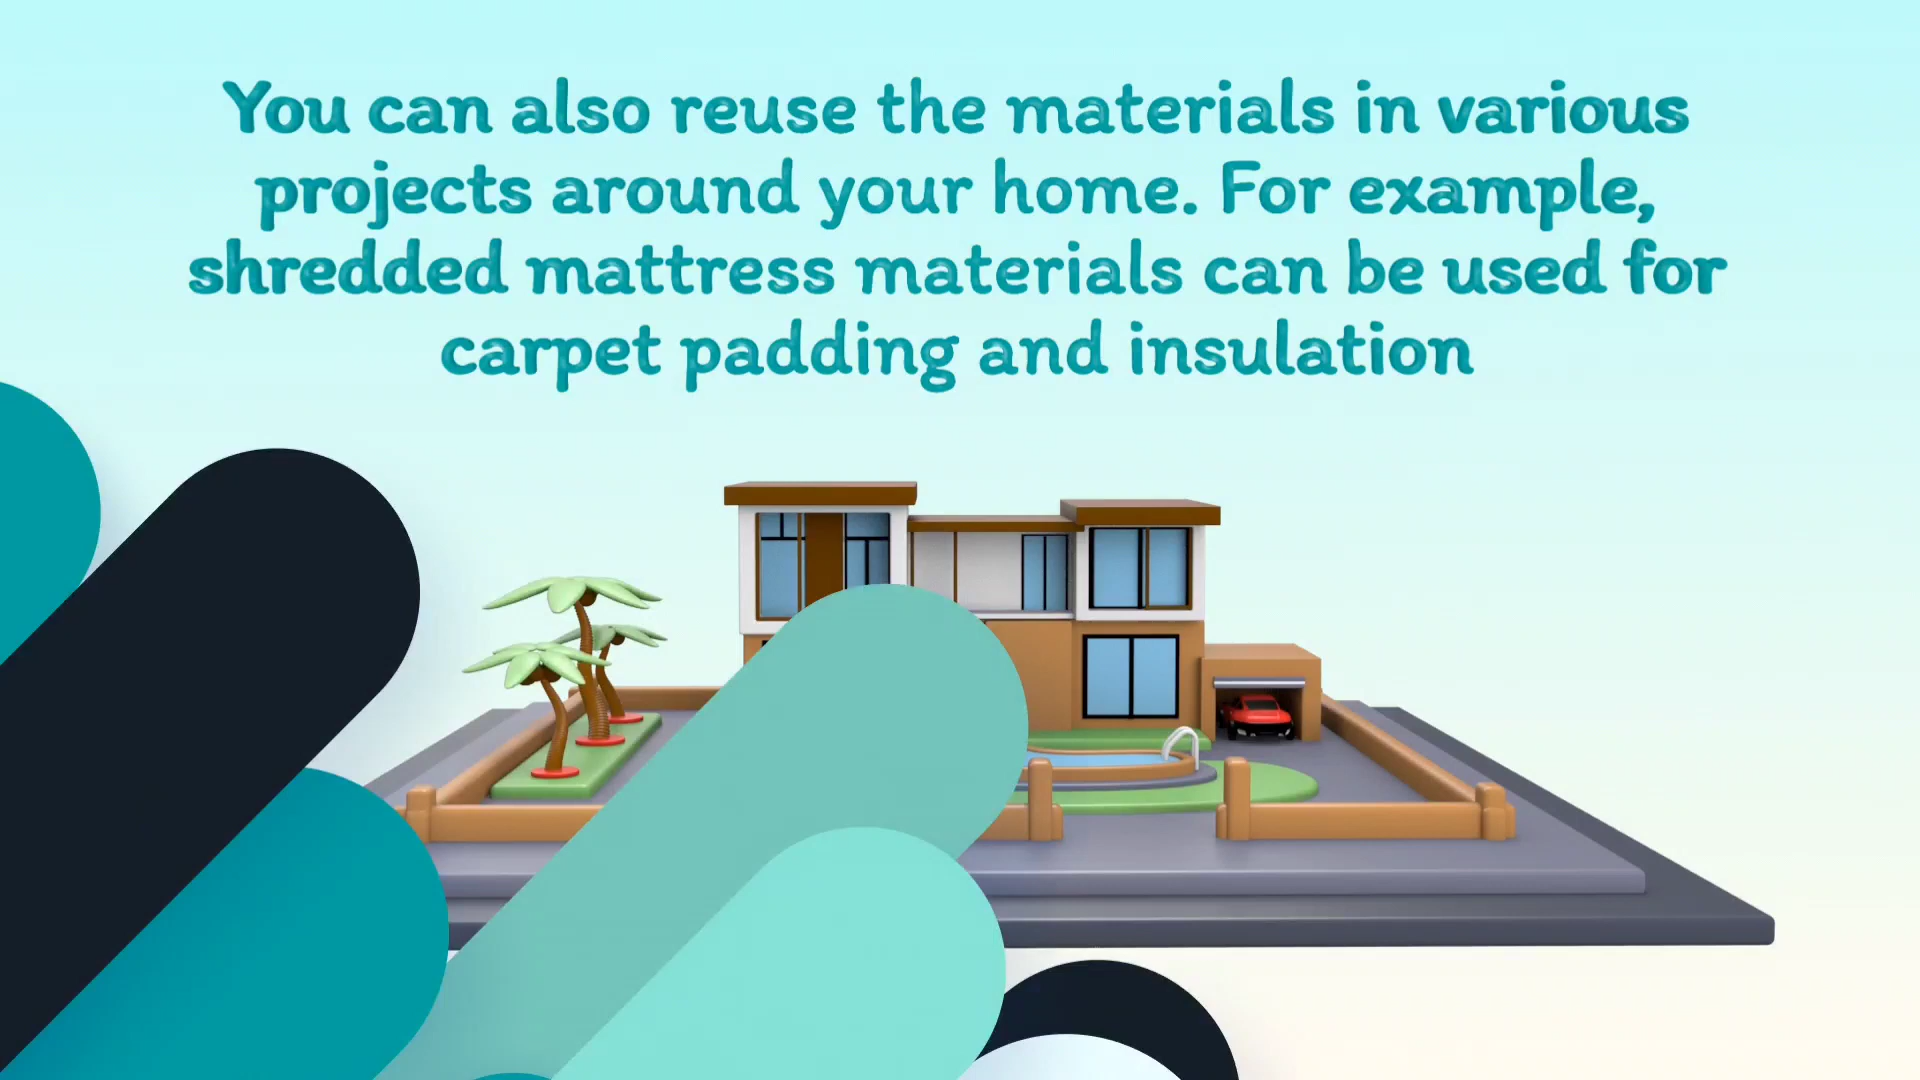 You can also reuse the materials in various
projects around your home. For example,
shredded mattress materials can be used for
carpet padding and insulation